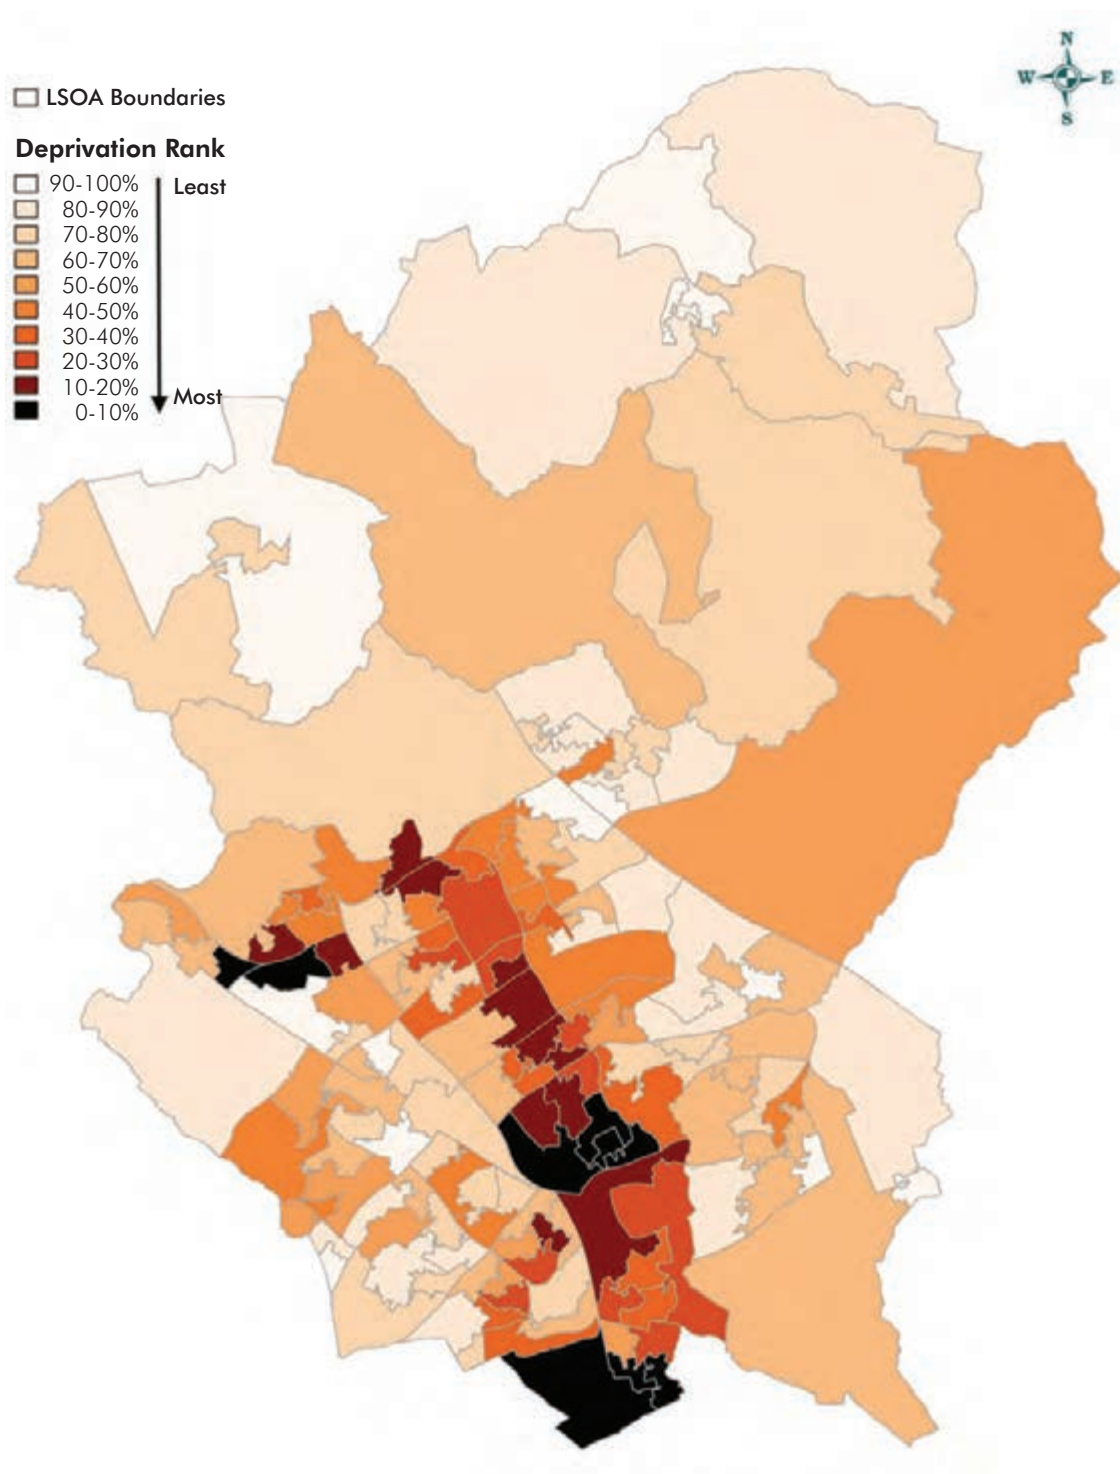 N
W E
S
LSOA Boundaries
Deprivation Rank
90-100% Least
80-90%
70-80%
60-70%
50-60%
40-50%
30-40%
20-30%
10-20% Most
0-10%